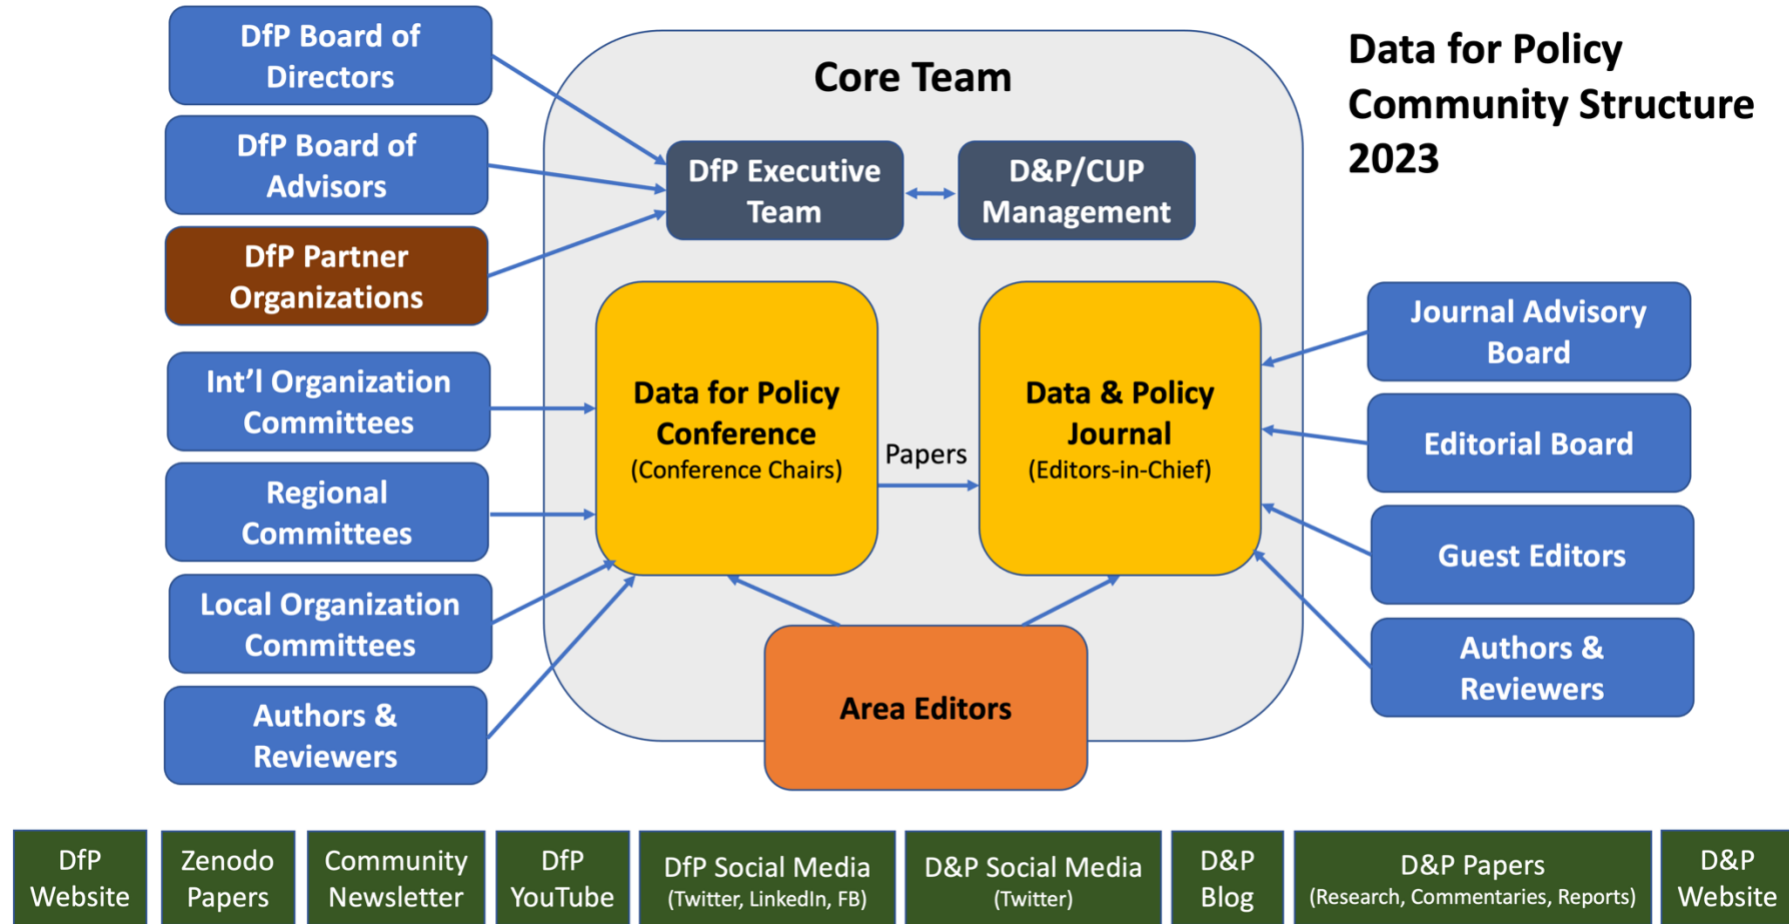 Data for Policy
Community Structure
2023
Core Team
DfP Board of
Directors
DfP Board of
Advisors
DfP Partner
Organizations
Int’l Organization
Committees
Regional
Committees
Local Organization
Committees
Authors &
Reviewers
DfP Executive
Team
D&P/CUP
Management
Data for Policy
Conference
(Conference Chairs)
Papers
Data & Policy
Journal
(Editors-in-Chief)
Area Editors
Journal Advisory
Board
Editorial Board
Guest Editors
Authors &
Reviewers
DfP
Website
Zenodo
Papers
Community
Newsletter
DfP
YouTube
DfP Social Media
(Twitter, LinkedIn, FB)
D&P Social Media
(Twitter)
D&P
Blog
D&P Papers
(Research, Commentaries, Reports)
D&P
Website